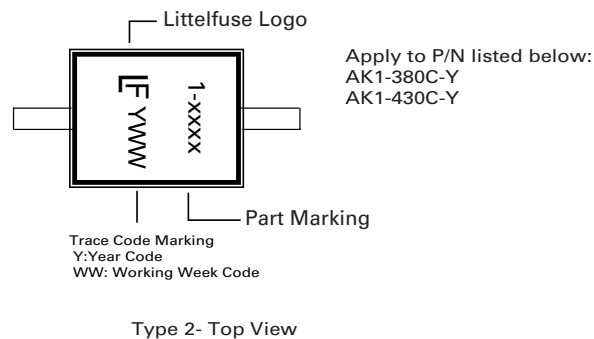 Littelfuse Logo
Apply to P/N listed below:
AK1-380C-Y
AK1-430C-Y
LF YWW
1-XXXX
Part Marking
Trace Code Marking
Y:Year Code
WW: Working Week Code
Type 2- Top View